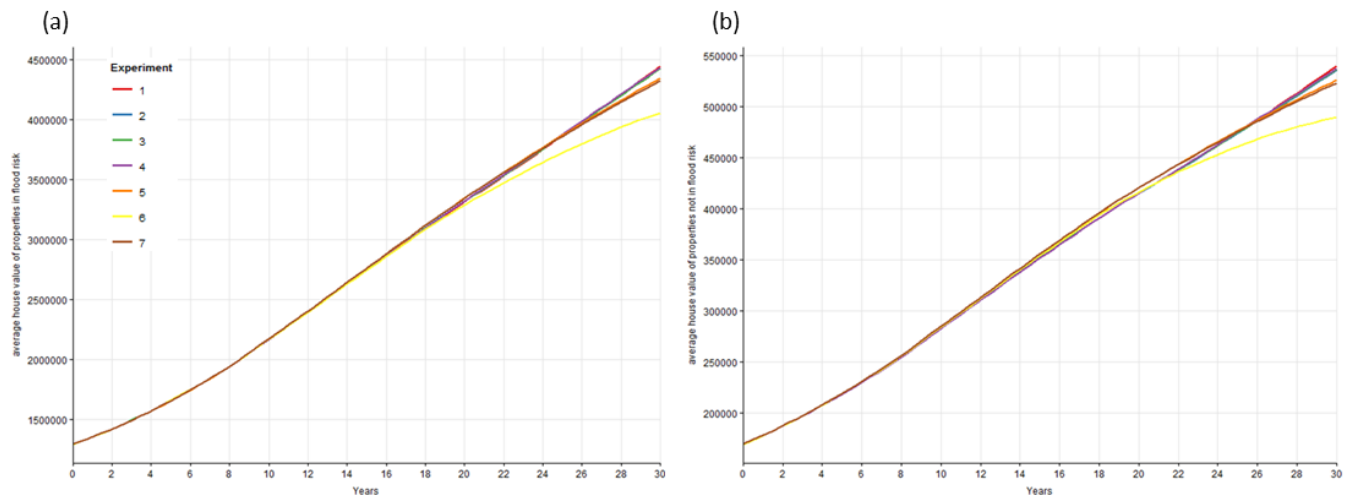 (a)
average house value of properties in flood risk
4500000
4000000
3500000
3000000
2500000
2000000
1500000
Experiment
1
2
3
4
5
6
7
0 2 4 6 8 10 12 14 16 18 20 22 24 26 28 30
Years
(b)
average house value of properties not in flood risk
550000
500000
450000
400000
350000
300000
250000
200000
0 2 4 6 8 10 12 14 16 18 20 22 24 26 28 30
Years